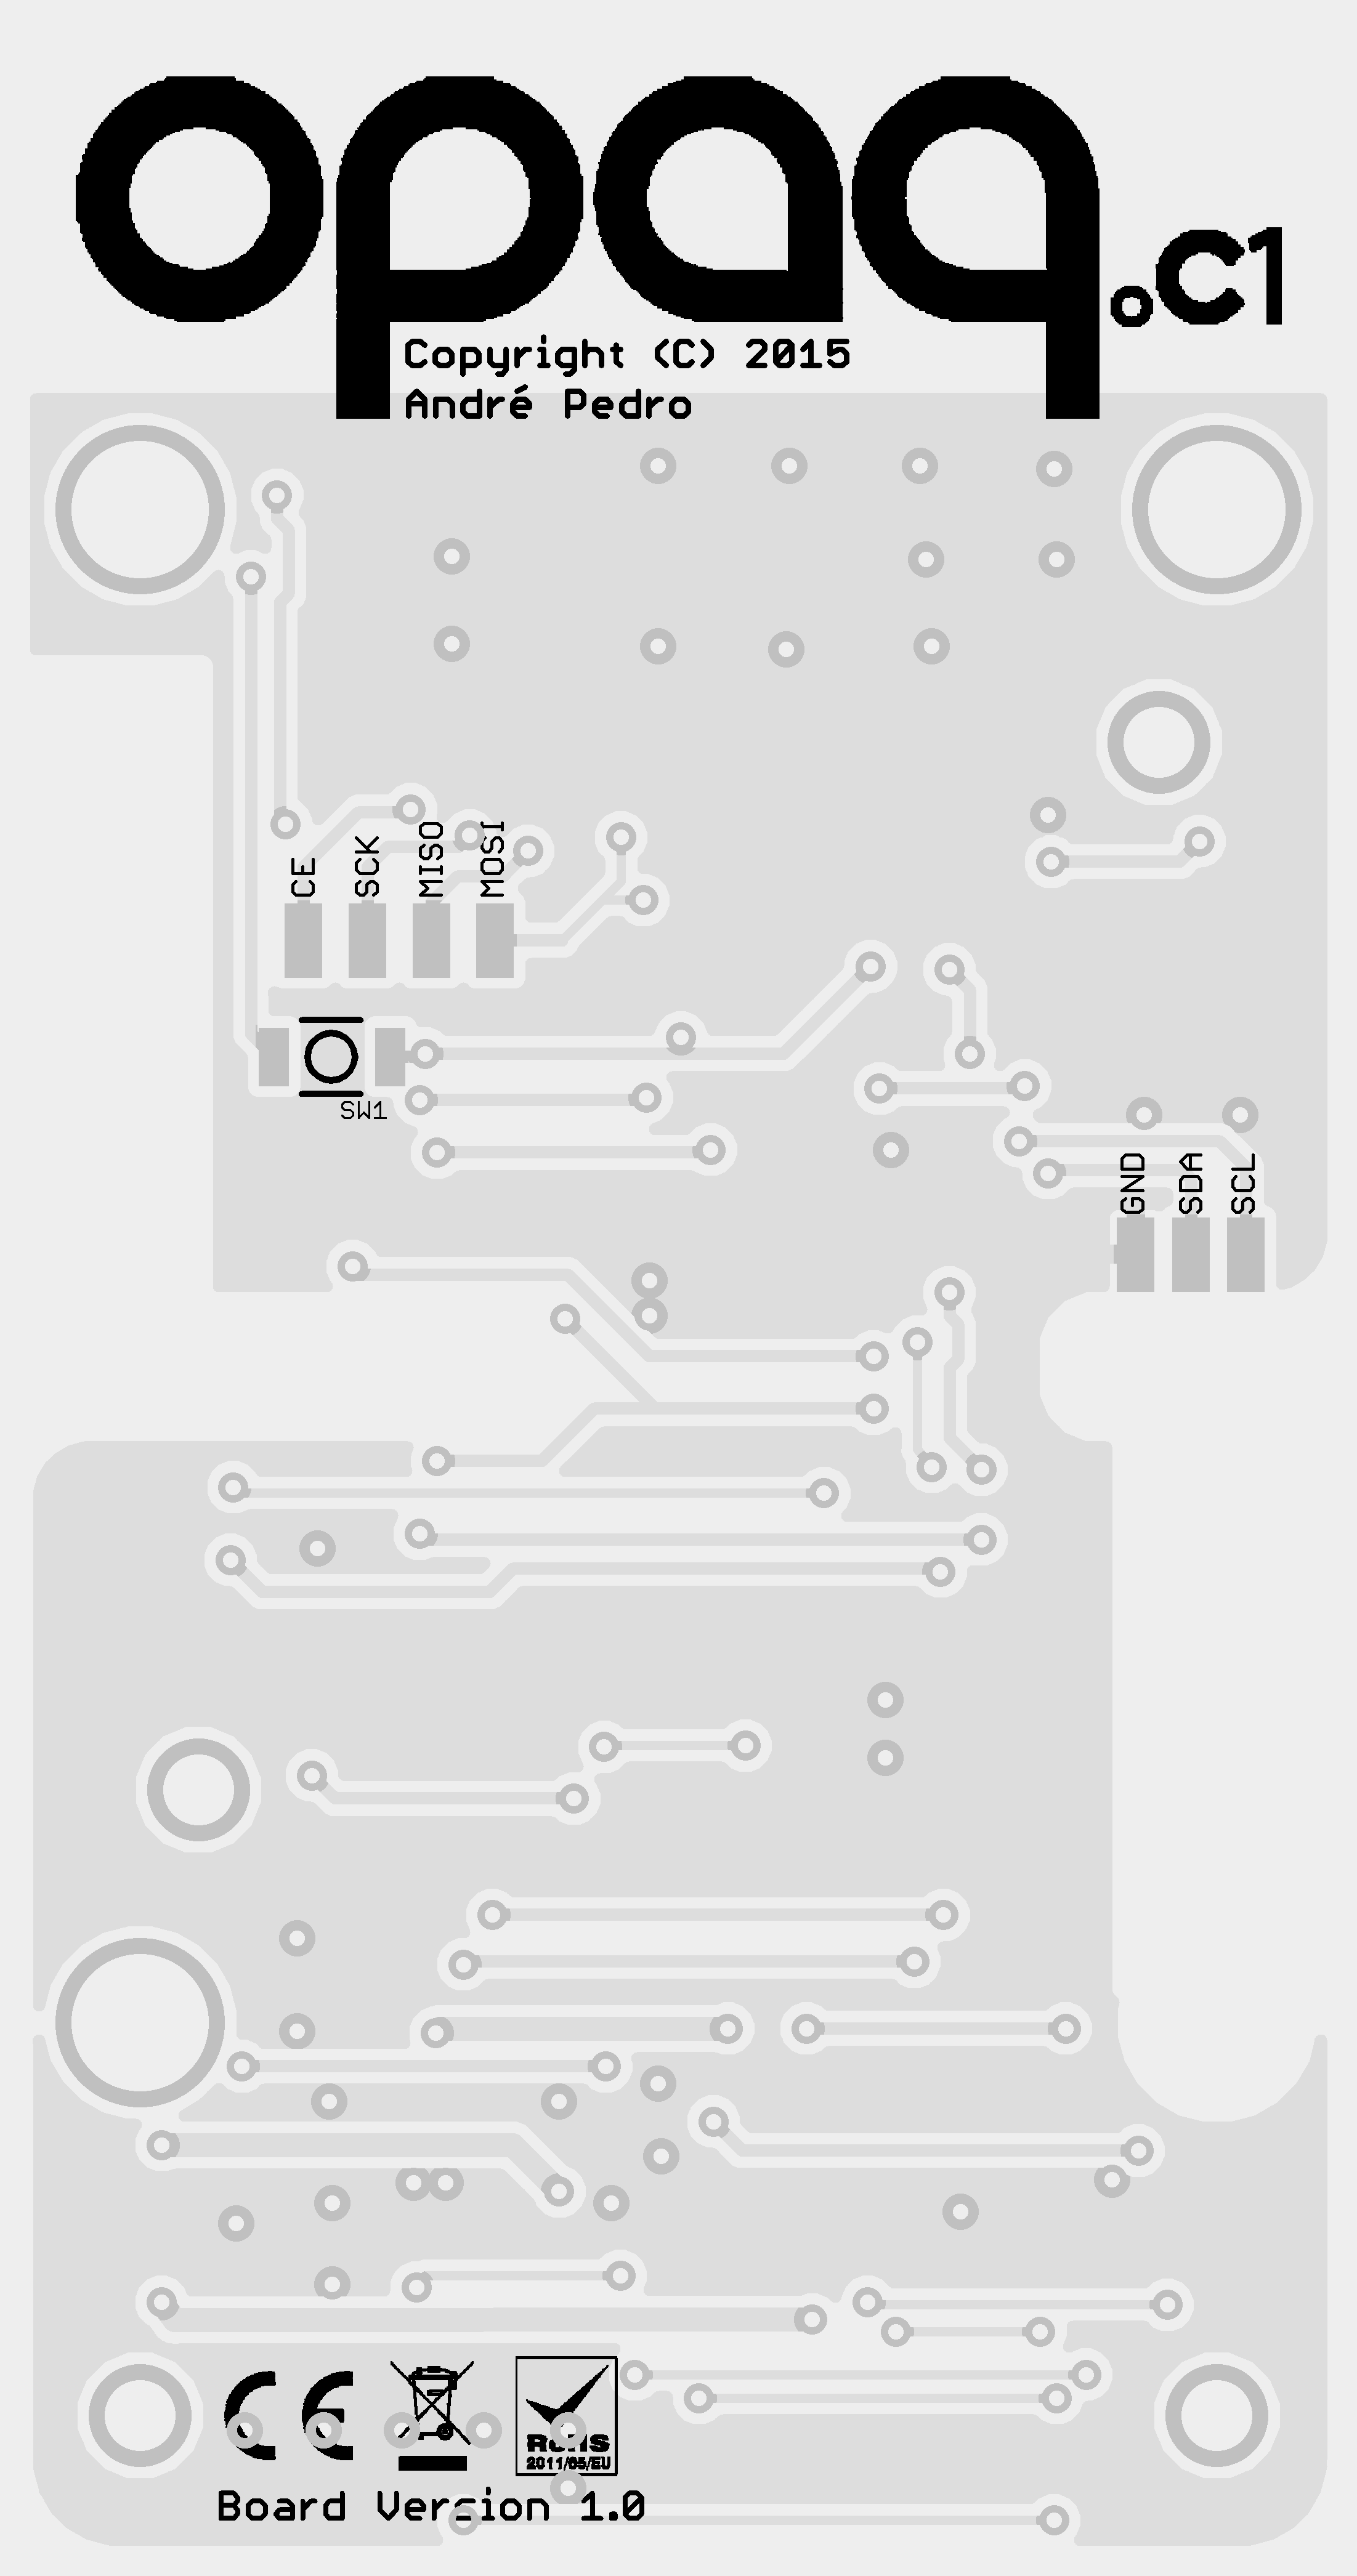 opaq.c1
Copyright (C) 2015
André Pedro
CE
SCK
MISO
MOSI
SW1
GND
SDA
SCL
CE
RoHS
2011/65/EU
Board Version 1.0